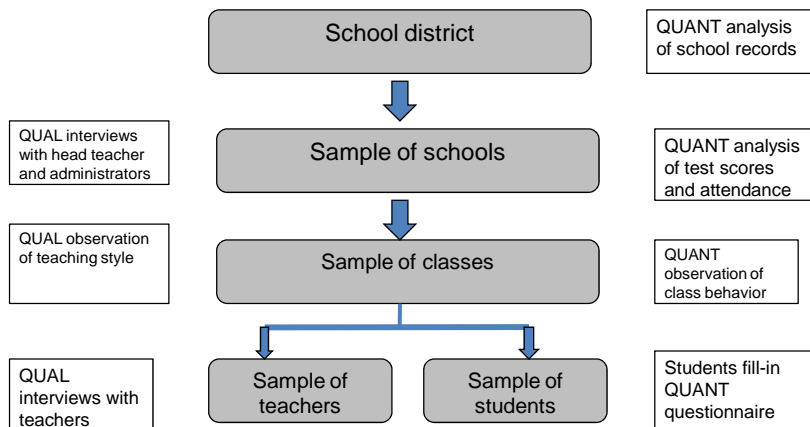 School district
QUANT analysis
of school records
QUAL interviews
with head teacher
and administrators
Sample of schools
QUANT analysis
of test scores
and attendance
QUAL observation
of teaching style
Sample of classes
QUANT
observation of
class behavior
QUAL
interviews with
teachers
Sample of
teachers
Sample of
students
Students fill-in
QUANT
questionnaire